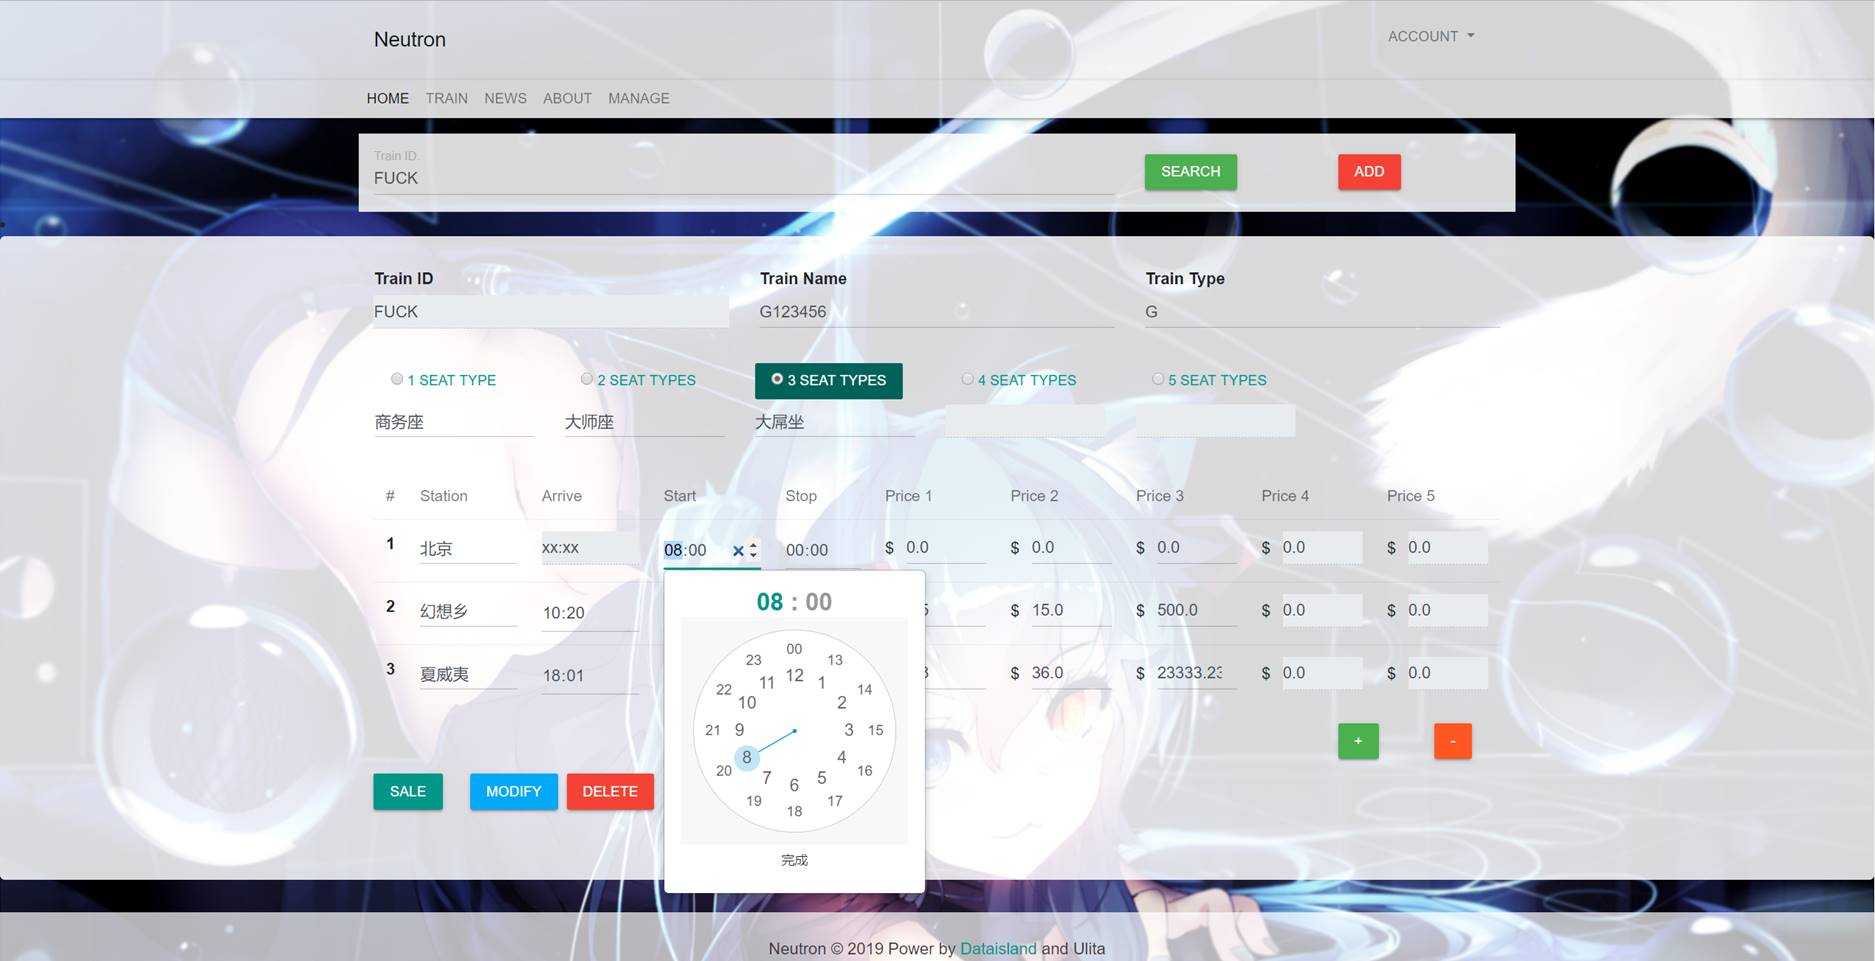 Neutron
ACCOUNT
HOME TRAIN NEWS ABOUT MANAGE
Train ID.
FUCK
SEARCH
ADD
Train ID Train Name Train Type
FUCK G123456 G
1 SEAT TYPE 2 SEAT TYPES 3 SEAT TYPES 4 SEAT TYPES 5 SEAT TYPES
商务座 大师座 大屌坐
# Station Arrive Start Stop Price 1 Price 2 Price 3 Price 4 Price 5
1 北京 xx:xx 08:00 00:00 $ 0.0 $ 0.0 $ 0.0 $ 0.0 $ 0.0
2 幻想乡 10:20 $ 15.0 $ 500.0 $ 0.0 $ 0.0
3 夏威夷 18:01 $ 36.0 $ 23333.23 $ 0.0 $ 0.0
08 : 00
00
23 13
12
11 1
22 14
10 2
21 9 3 15
8 4
20 16
7 5
6
19 17
18
完成
+ -
SALE MODIFY DELETE
Neutron © 2019 Power by Dataisland and Ulita